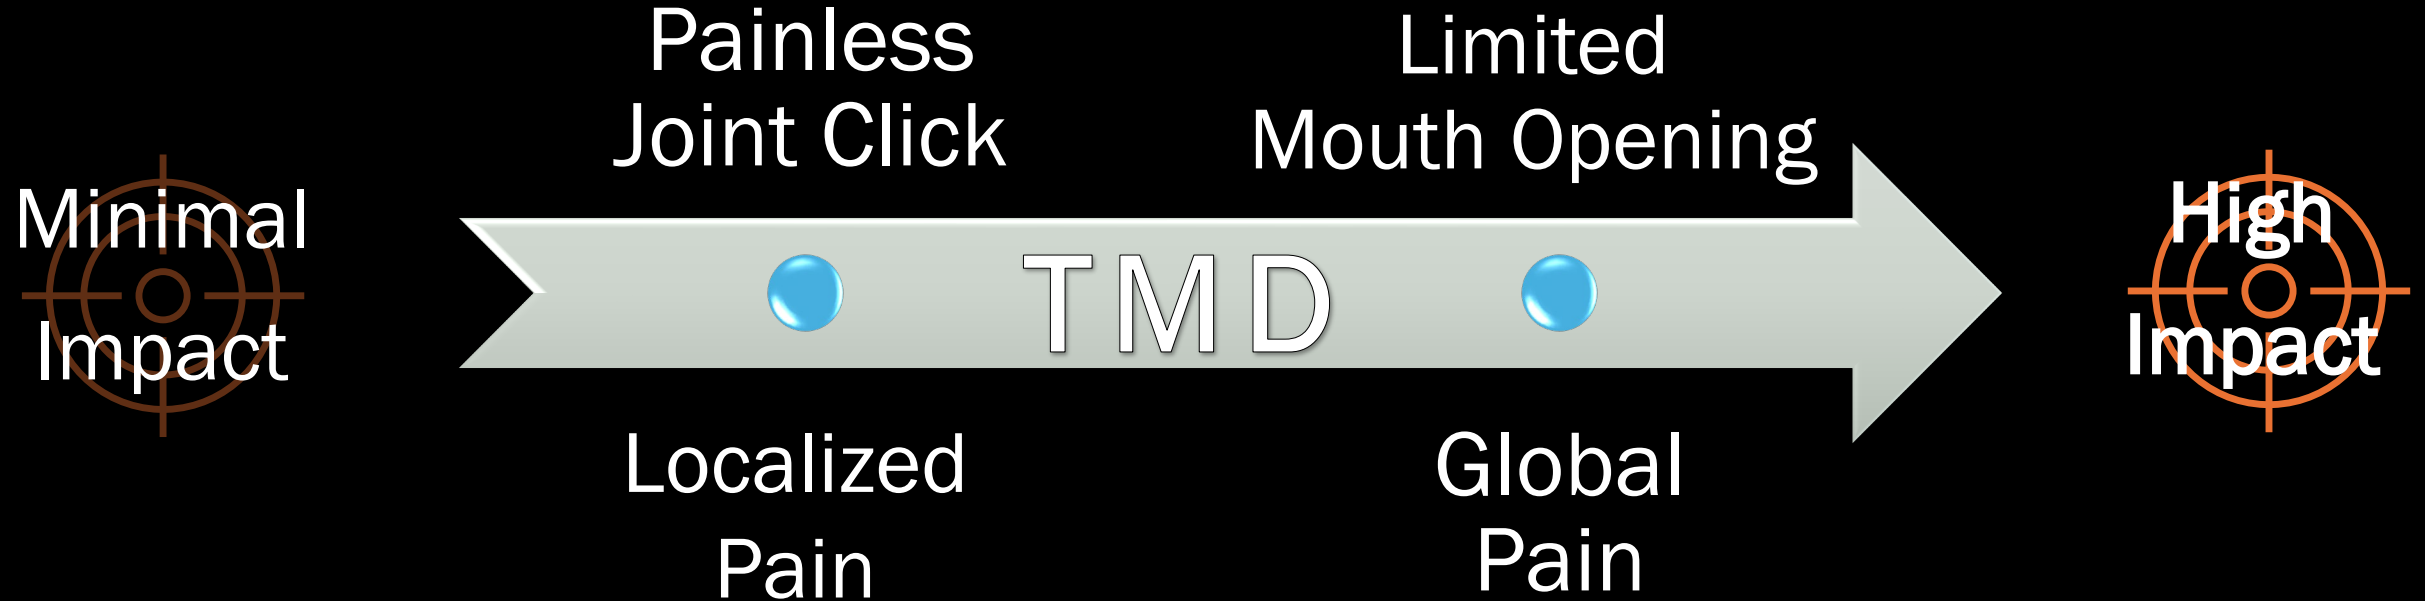 Painless
Joint Click
Limited
Mouth Opening
Minimal
Impact
TMD
High
Impact
Localized
Pain
Global
Pain